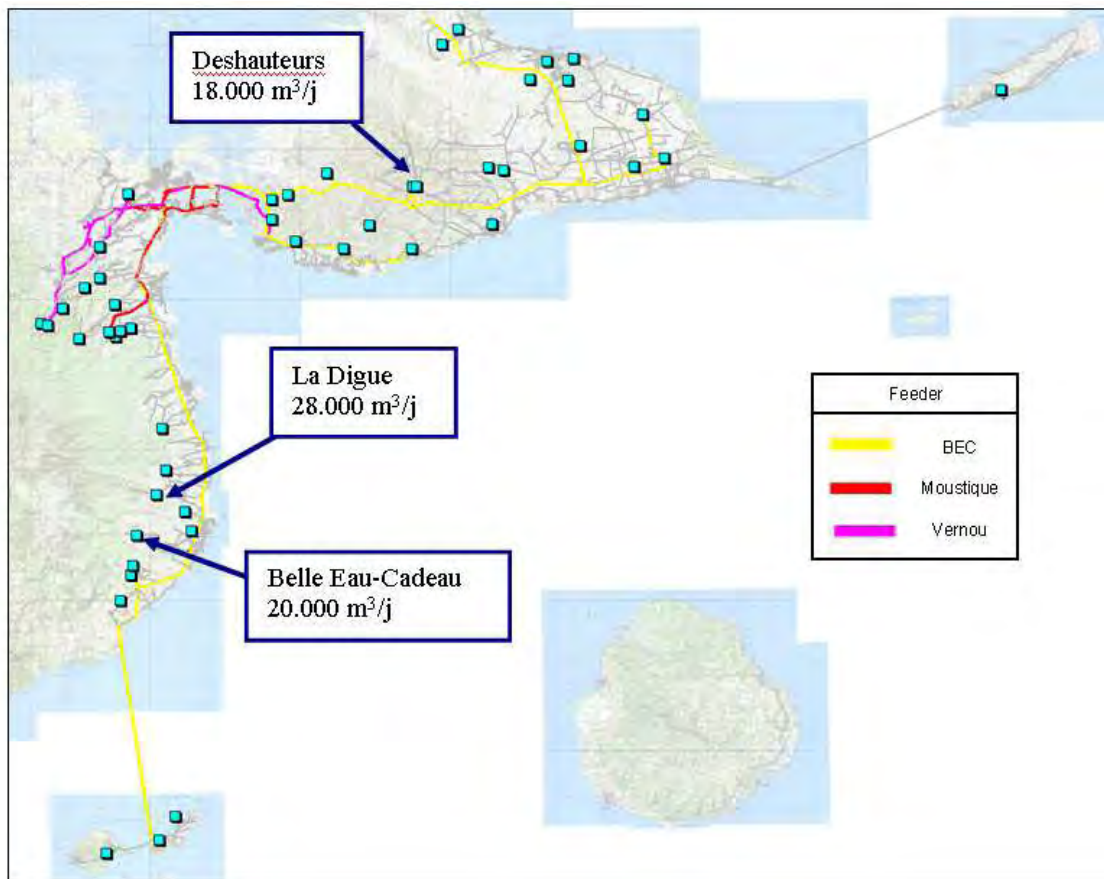 Deshauteurs
18.000 m³/j
La Digue
28.000 m³/j
Belle Eau-Cadeau
20.000 m³/j
Feeder
BEC
Moustique
Vernou